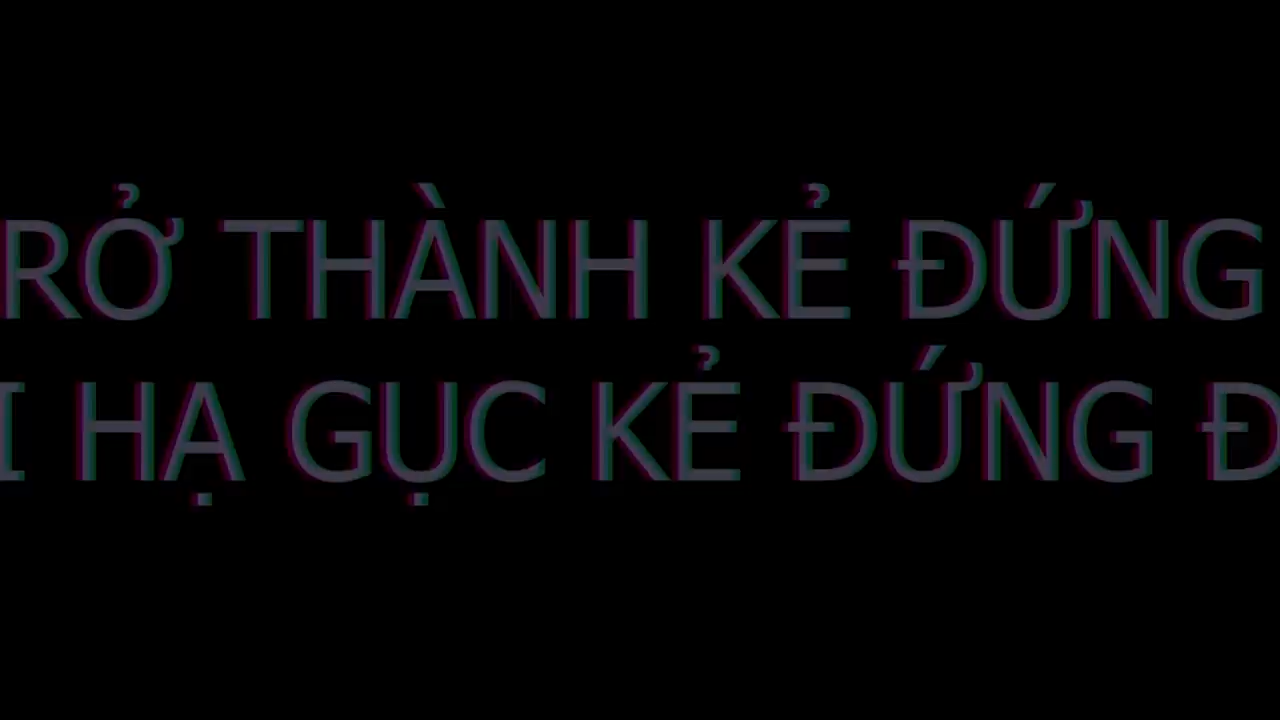 RỞ THÀNH KẺ ĐỨNG
I HẠ GỤC KẺ ĐỨNG Đ